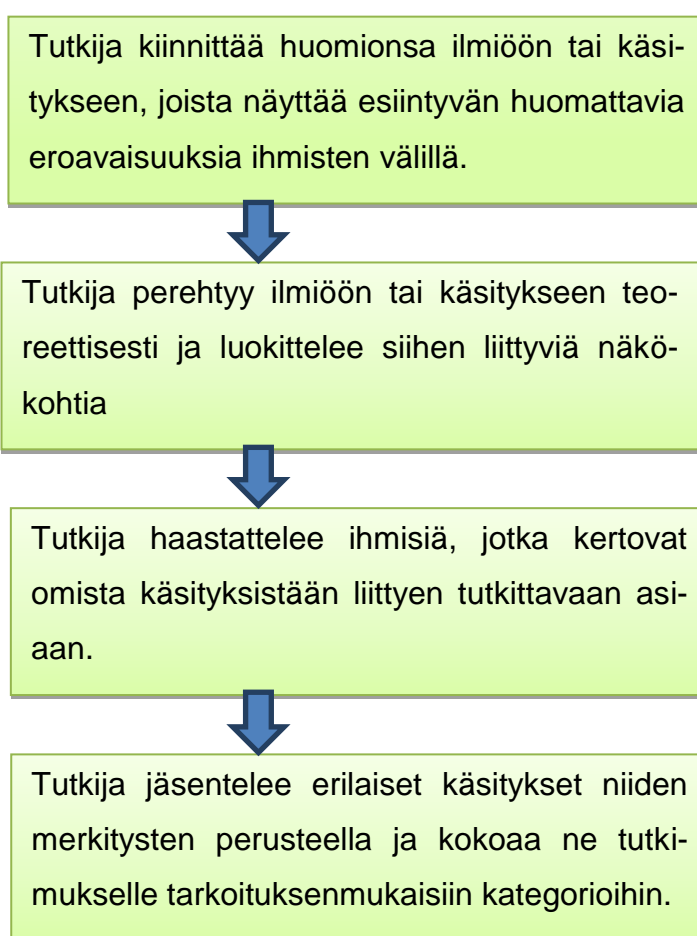 Tutkija kiinnittää huomionsa ilmiöön tai käsi-
tykseen, joista näyttää esiintyvän huomattavia
eroavaisuuksia ihmisten välillä.
Tutkija perehtyy ilmiöön tai käsitykseen teo-
reettisesti ja luokittelee siihen liittyviä näkö-
kohtia
Tutkija haastattelee ihmisiä, jotka kertovat
omista käsityksistään liittyen tutkittavaan asi-
aan.
Tutkija jäsentelee erilaiset käsitykset niiden
merkitysten perusteella ja kokoaa ne tutki-
mukselle tarkoituksenmukaisiin kategorioihin.